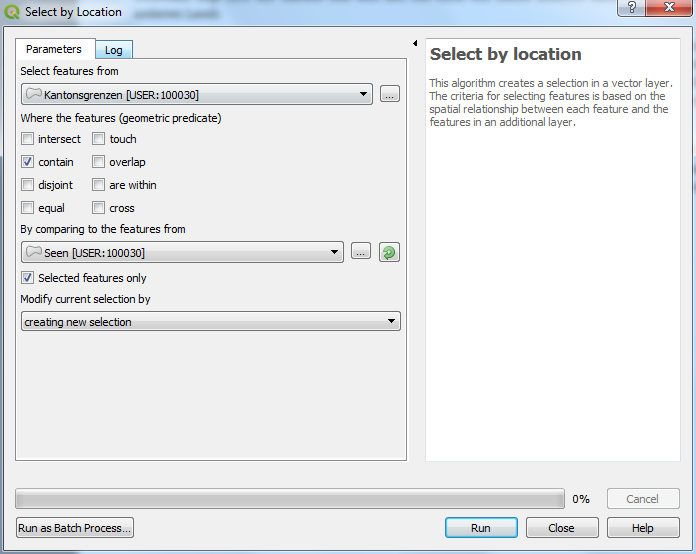 Select by Location
?
X
Parameters
Log
Select features from
Kantonsgrenzen [USER:100030]
...
Where the features (geometric predicate)
intersect touch
contain overlap
disjoint are within
equal cross
By comparing to the features from
Seen [USER:100030]
...
Selected features only
Modify current selection by
creating new selection
Select by location
This algorithm creates a selection in a vector layer.
The criteria for selecting features is based on the
spatial relationship between each feature and the
features in an additional layer.
0%
Cancel
Run as Batch Process...
Run
Close
Help